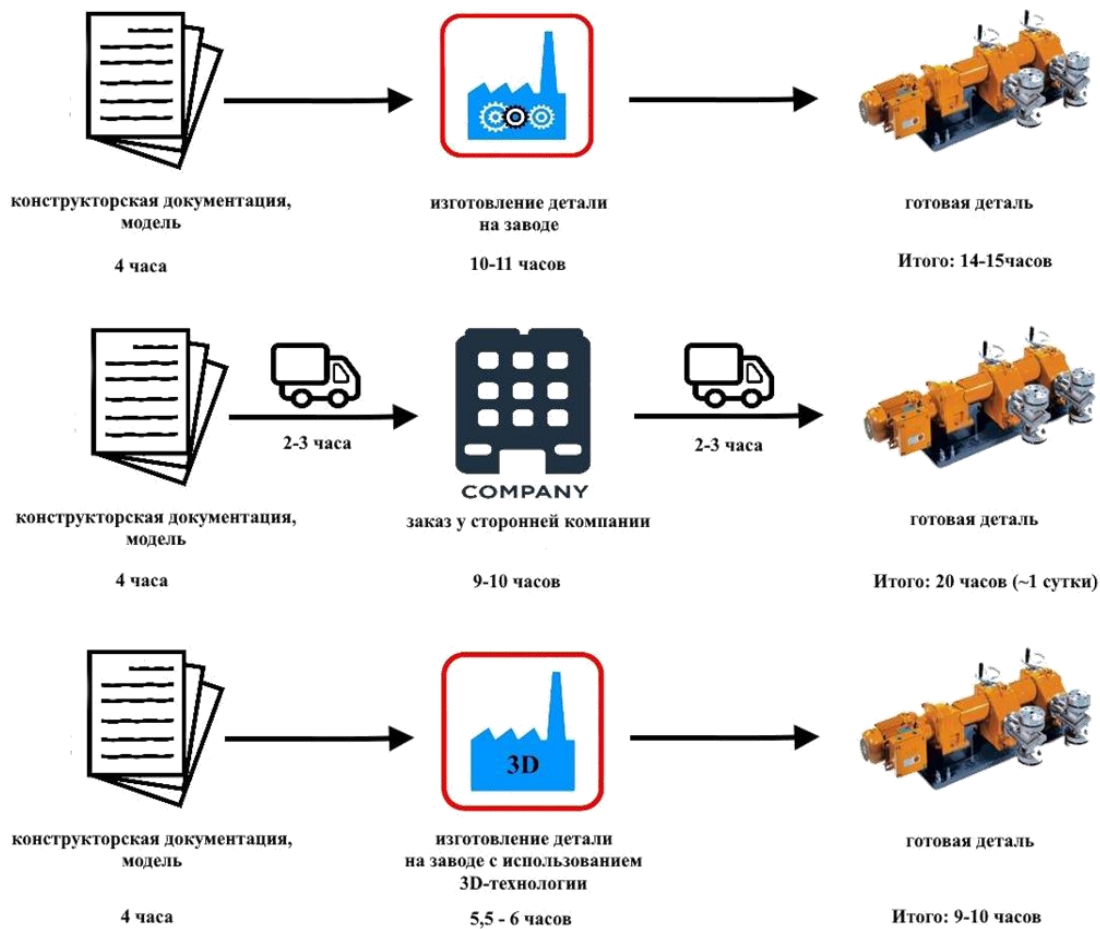 конструкторская документация,
модель
4 часа
изготовление детали
на заводе
10-11 часов
готовая деталь
Итого: 14-15часов
2-3 часа
2-3 часа
COMPANY
конструкторская документация,
модель
4 часа
заказ у сторонней компании
9-10 часов
готовая деталь
Итого: 20 часов (~1 сутки)
3D
конструкторская документация,
модель
4 часа
изготовление детали
на заводе с использованием
3D-технологии
5,5 - 6 часов
готовая деталь
Итого: 9-10 часов